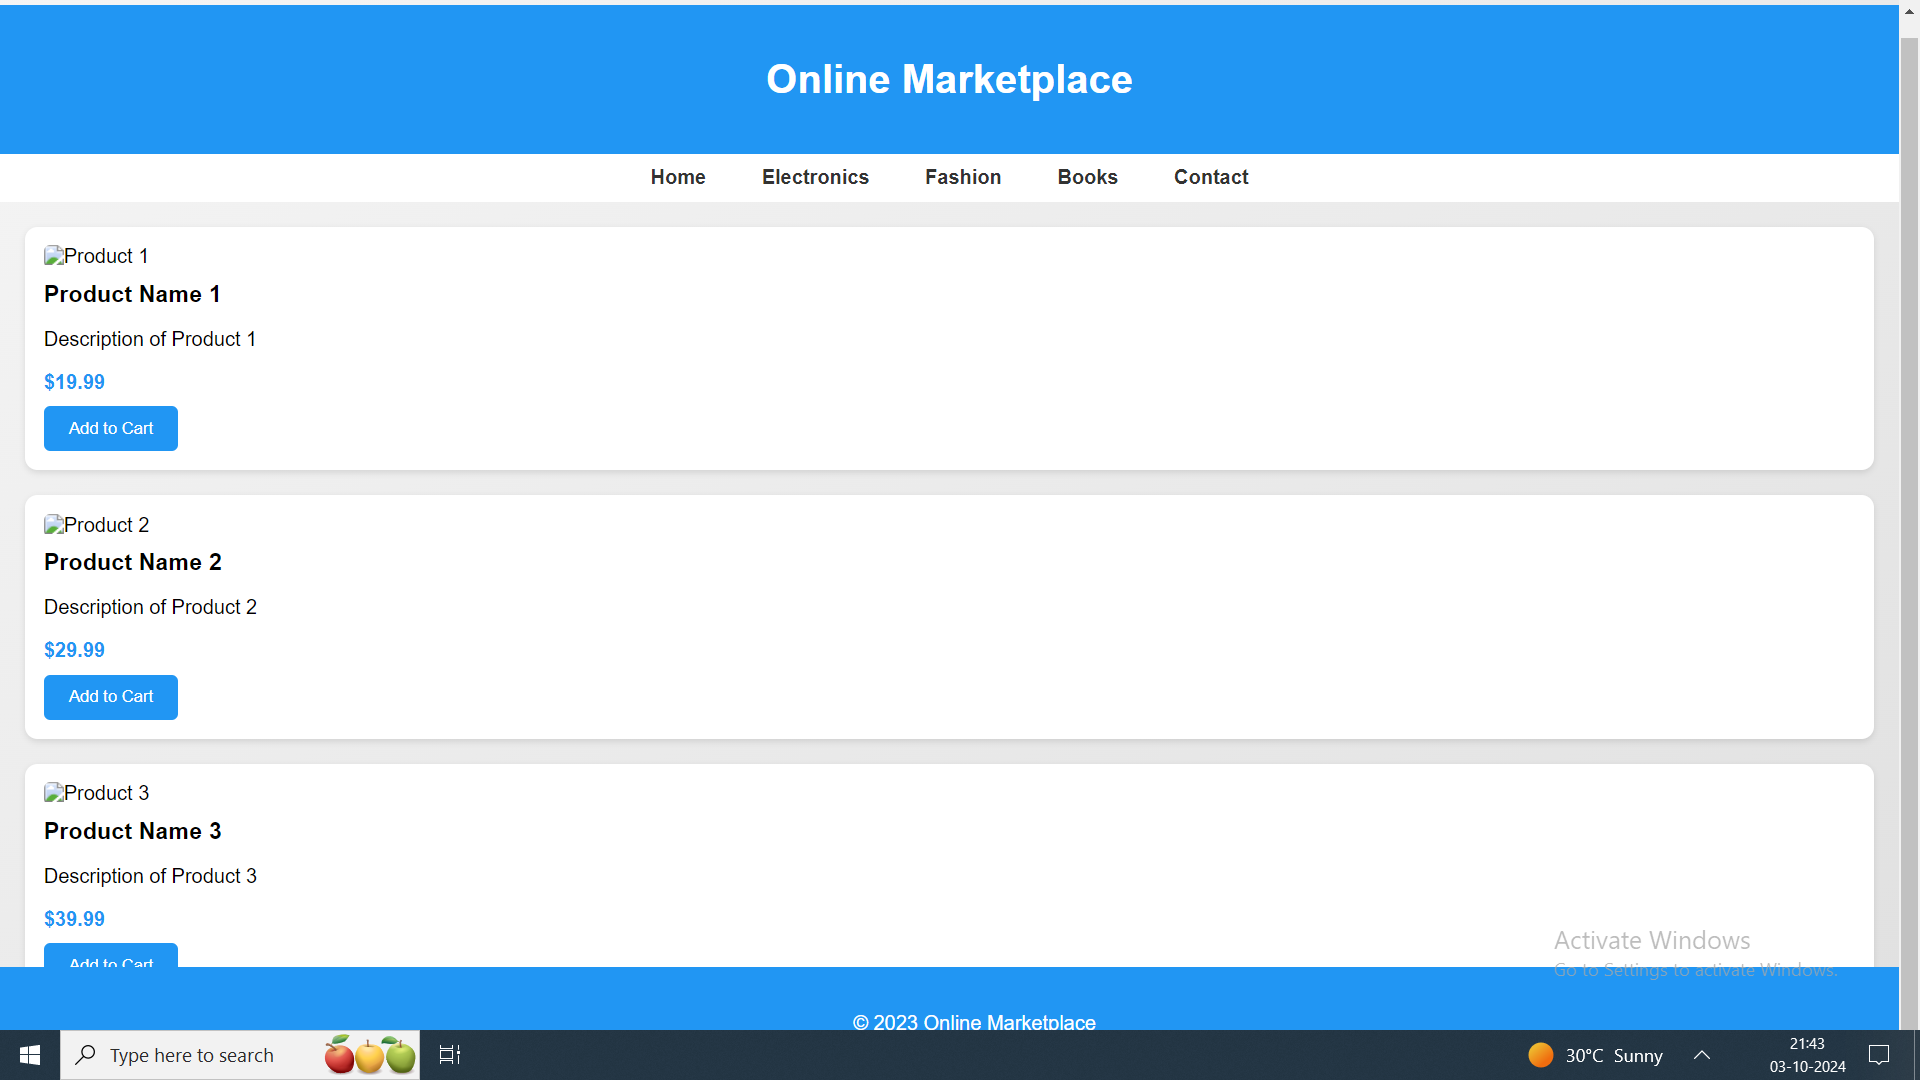 Online Marketplace
Home Electronics Fashion Books Contact
Product 1
Product Name 1
Description of Product 1
$19.99
Add to Cart
Product 2
Product Name 2
Description of Product 2
$29.99
Add to Cart
Product 3
Product Name 3
Description of Product 3
$39.99
Add to Cart
Activate Windows
Go to Settings to activate Windows.
© 2023 Online Marketplace
Type here to search
30°C Sunny
21:43
03-10-2024